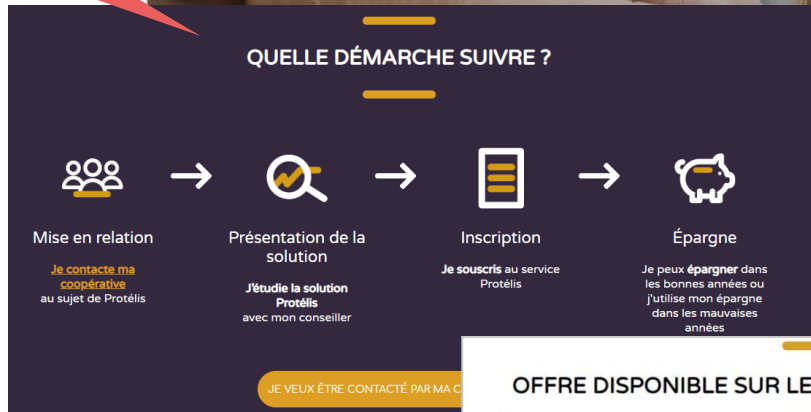 QUELLE DÉMARCHE SUIVRE ?
Mise en relation
Je contacte ma
coopérative
au sujet de Protélis
Présentation de la
solution
J'étudie la solution
Protélis
avec mon conseiller
Inscription
Je souscris au service
Protélis
Épargne
Je peux épargner dans
les bonnes années ou
j'utilise mon épargne
dans les mauvaises
années
JE VEUX ÊTRE CONTACTÉ PAR MA C
OFFRE DISPONIBLE SUR LE